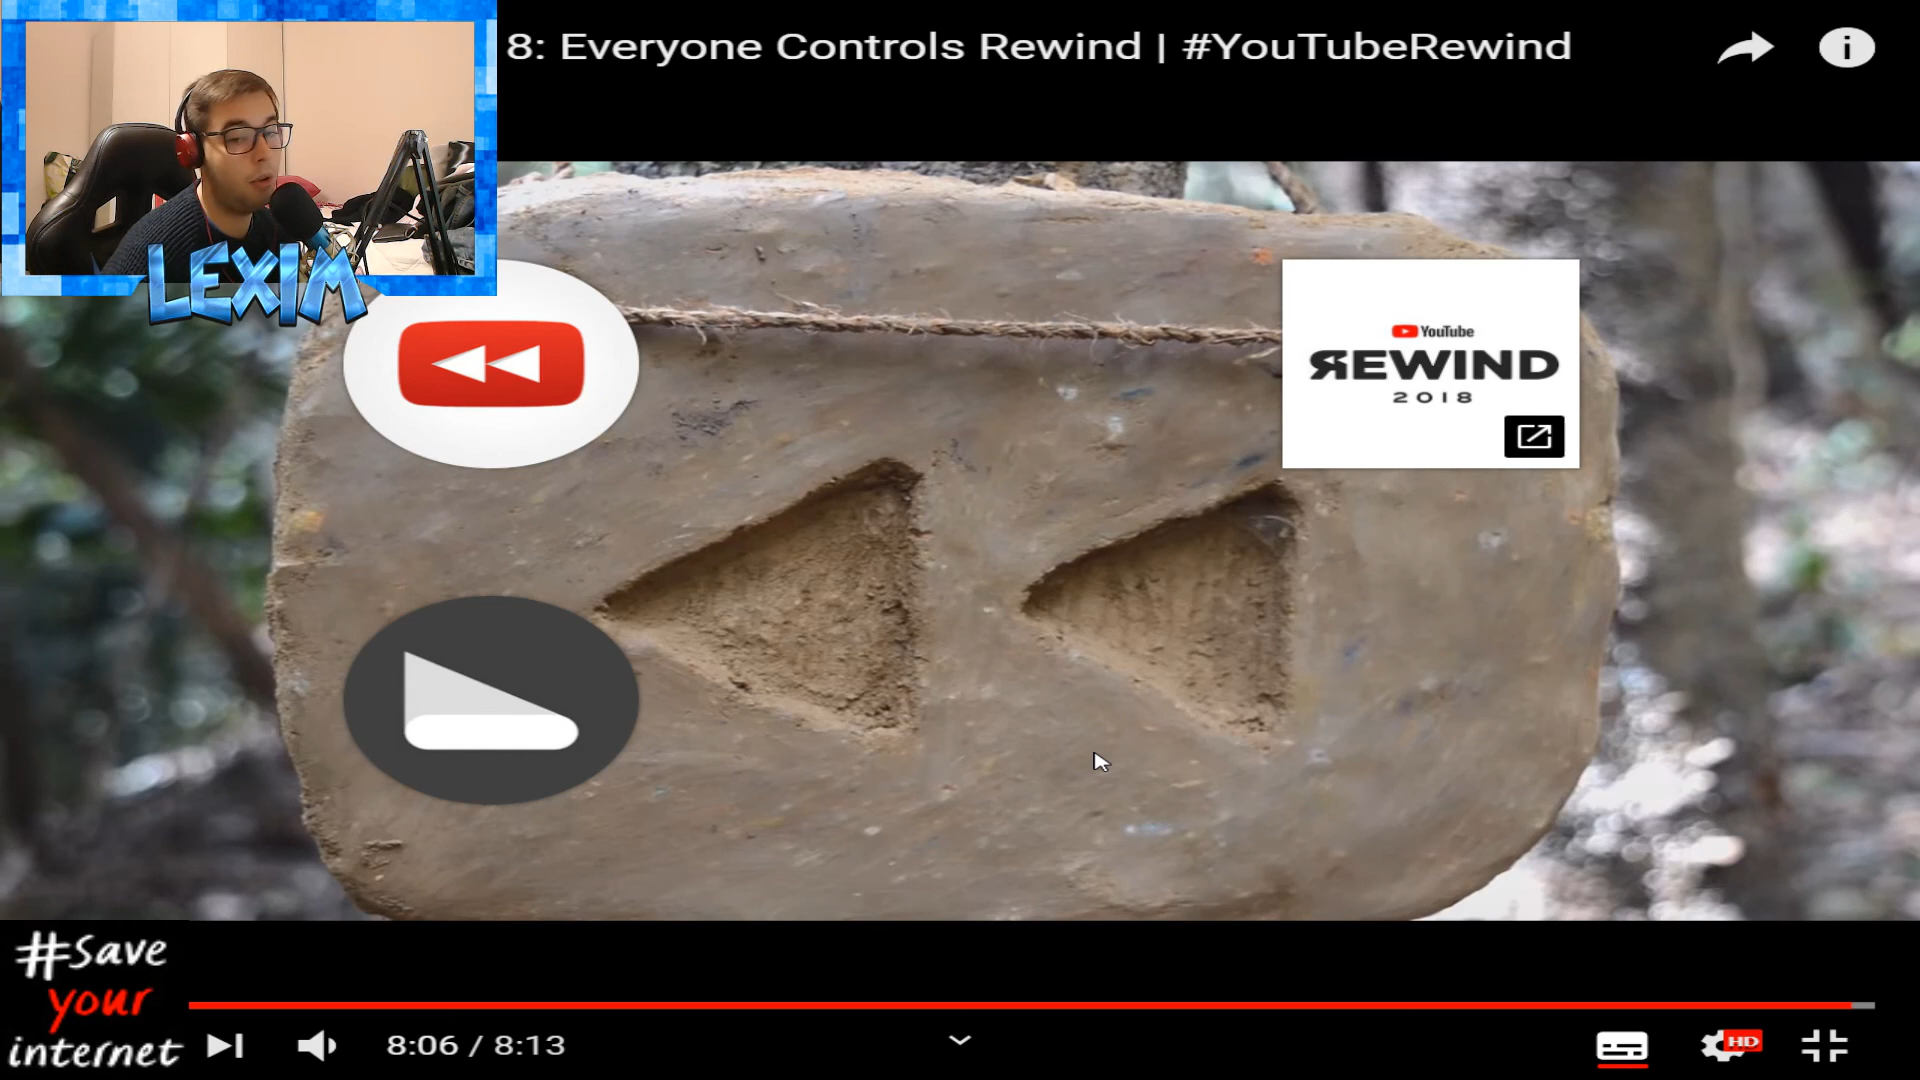 8: Everyone Controls Rewind | #YouTubeRewind
LEXIM
YouTube
REWIND
2018
#Save
your
internet
8:06 / 8:13
HD